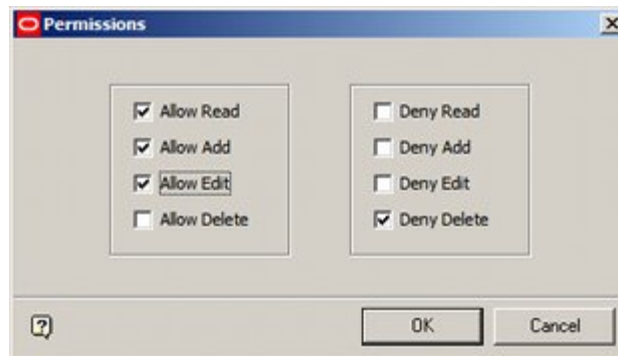 Permissions
Allow Read
Allow Add
Allow Edit
Allow Delete
Deny Read
Deny Add
Deny Edit
Deny Delete
OK
Cancel